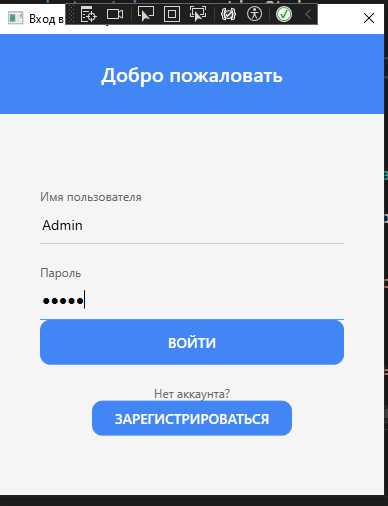 Вход в
Добро пожаловать
Имя пользователя
Admin
Пароль
●●●●●
ВОЙТИ
Нет аккаунта?
ЗАРЕГИСТРИРОВАТЬСЯ